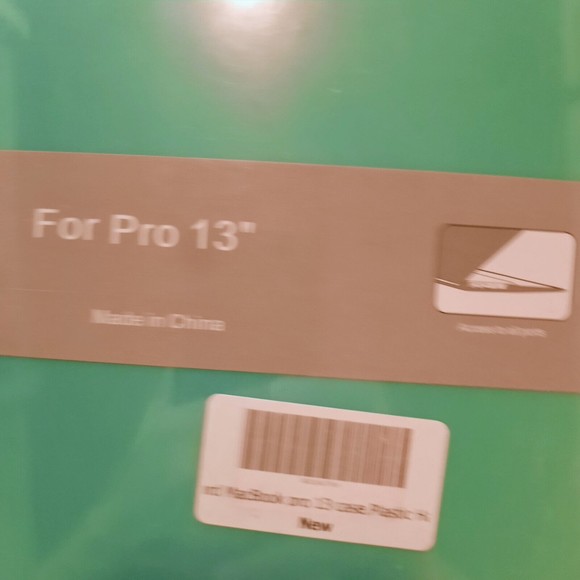 For Pro 13"
Made in China
MacBook pro 13 case Plastic
New